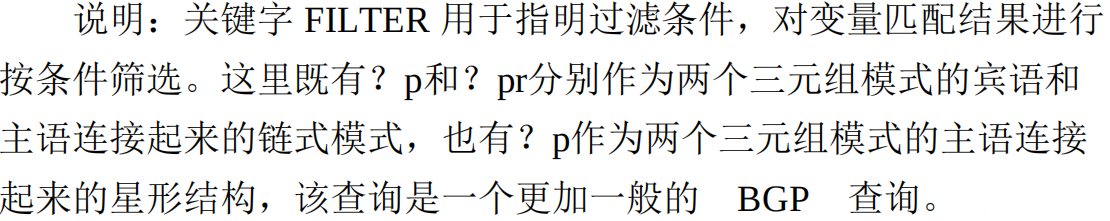 说明：关键字 FILTER 用于指明过滤条件，对变量匹配结果进行
按条件筛选。这里既有？p和？pr分别作为两个三元组模式的宾语和
主语连接起来的链式模式，也有？p作为两个三元组模式的主语连接
起来的星形结构，该查询是一个更加一般的 BGP 查询。